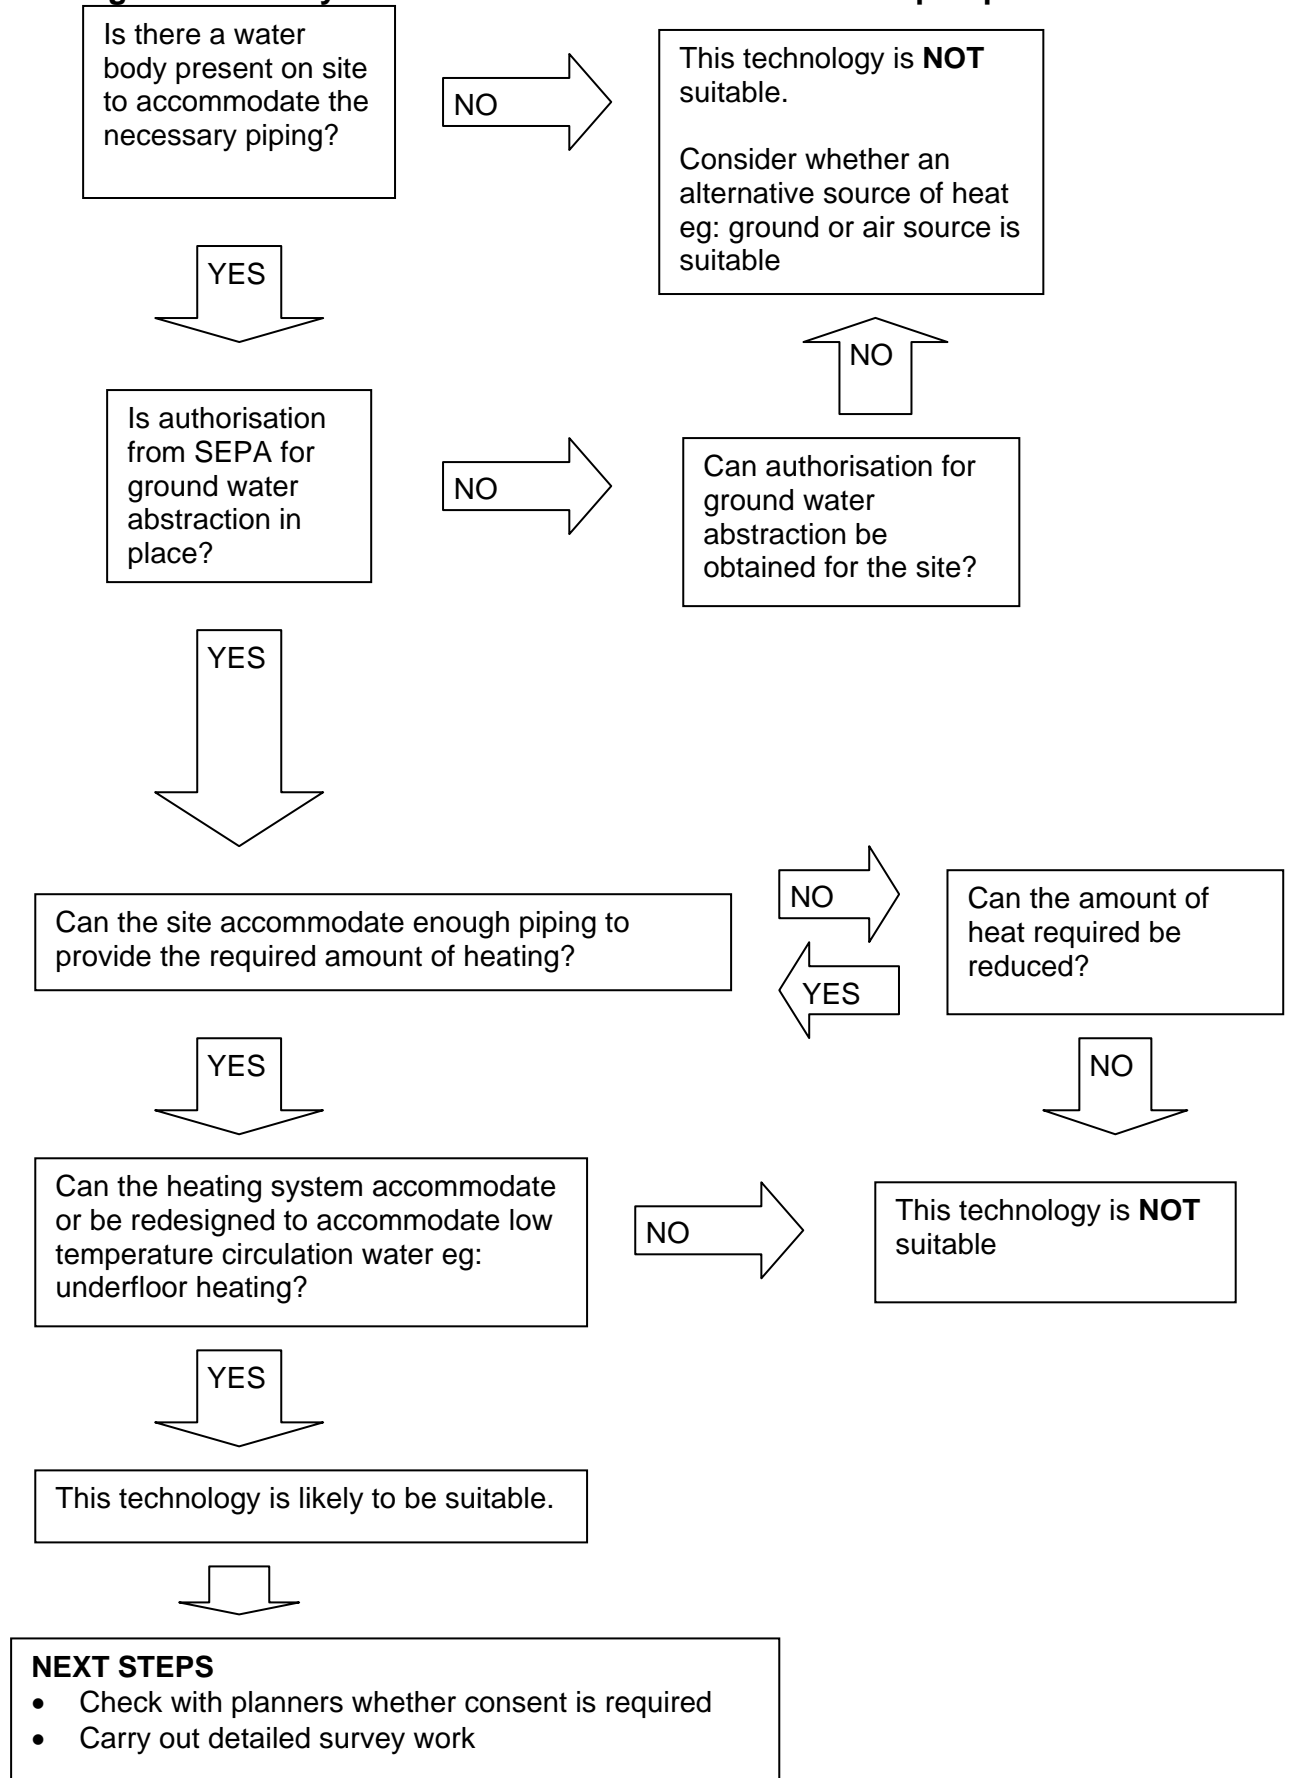 Is there a water
body present on site
to accommodate the
necessary piping?
NO
This technology is NOT
suitable.
Consider whether an
alternative source of heat
eg: ground or air source is
suitable
YES
NO
Is authorisation
from SEPA for
ground water
abstraction in
place?
NO
Can authorisation for
ground water
abstraction be
obtained for the site?
YES
Can the site accommodate enough piping to
provide the required amount of heating?
NO
YES
Can the amount of
heat required be
reduced?
YES
NO
Can the heating system accommodate
or be redesigned to accommodate low
temperature circulation water eg:
underfloor heating?
NO
This technology is NOT
suitable
YES
This technology is likely to be suitable.
NEXT STEPS
• Check with planners whether consent is required
• Carry out detailed survey work